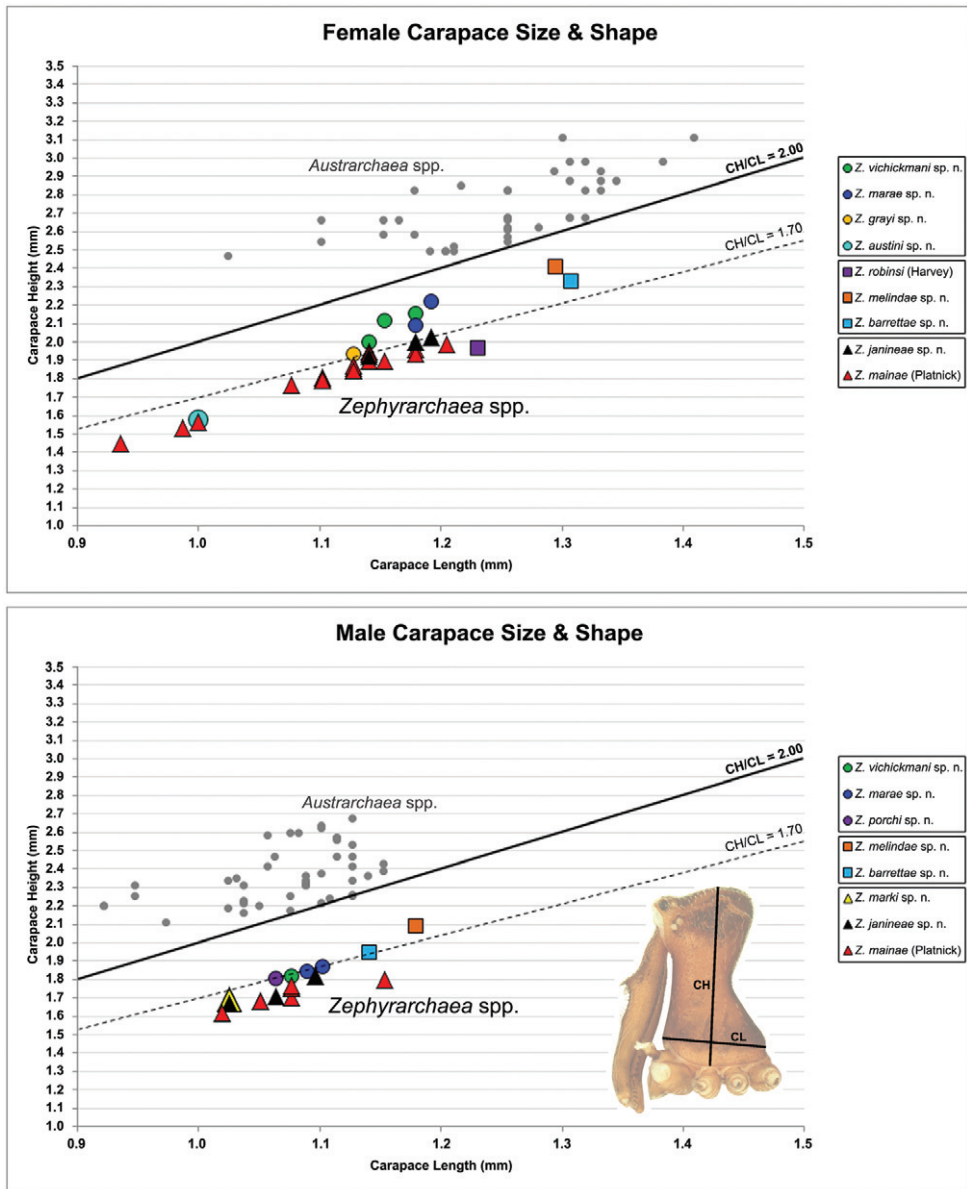 Female Carapace Size & Shape
Carapace Height (mm)
3.5
3.4
3.3
3.2
3.1
3.0
2.9
2.8
2.7
2.6
2.5
2.4
2.3
2.2
2.1
2.0
1.9
1.8
1.7
1.6
1.5
1.4
1.3
1.2
1.1
1.0
Austrarchaea spp.
CH/CL = 2.00
CH/CL = 1.70
Zephyrarchaea spp.
0.9 1.0 1.1 1.2 1.3 1.4 1.5
Carapace Length (mm)
Z. vichickmani sp. n.
Z. marae sp. n.
Z. grayi sp. n.
Z. austini sp. n.
Z. robinsi (Harvey)
Z. melindae sp. n.
Z. barrettae sp. n.
Z. janineae sp. n.
Z. mainae (Platnick)
Male Carapace Size & Shape
Carapace Height (mm)
3.5
3.4
3.3
3.2
3.1
3.0
2.9
2.8
2.7
2.6
2.5
2.4
2.3
2.2
2.1
2.0
1.9
1.8
1.7
1.6
1.5
1.4
1.3
1.2
1.1
1.0
Austrarchaea spp.
CH/CL = 2.00
CH/CL = 1.70
Zephyrarchaea spp.
CH
CL
0.9 1.0 1.1 1.2 1.3 1.4 1.5
Carapace Length (mm)
Z. vichickmani sp. n.
Z. marae sp. n.
Z. porchi sp. n.
Z. melindae sp. n.
Z. barrettae sp. n.
Z. marki sp. n.
Z. janineae sp. n.
Z. mainae (Platnick)